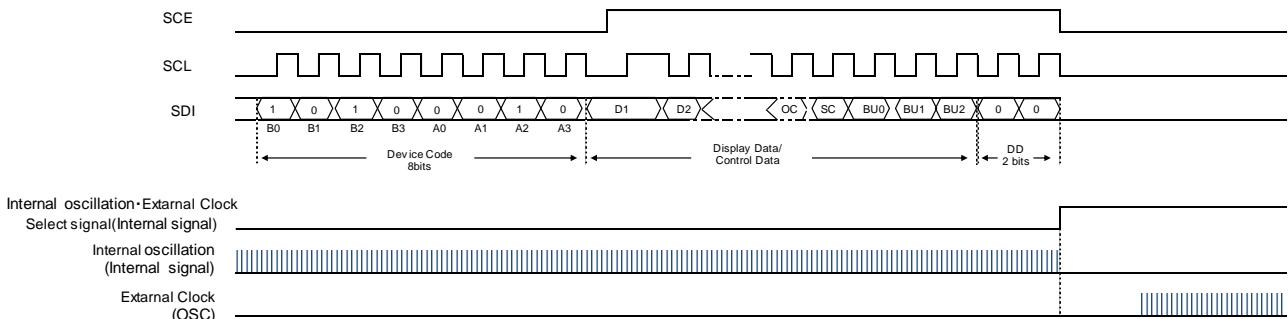 SCE
SCL
SDI
1 0 1 0 0 0 1 0 D1 D2 OC SC BU0 BU1 BU2 0 0
B0 B1 B2 B3 A0 A1 A2 A3
Device Code
8bits
Display Data/
Control Data
DD
2 bits
Internal oscillation・Extarnal Clock
Select signal(Internal signal)
Internal oscillation
(Internal signal)
Extarnal Clock
(OSC)